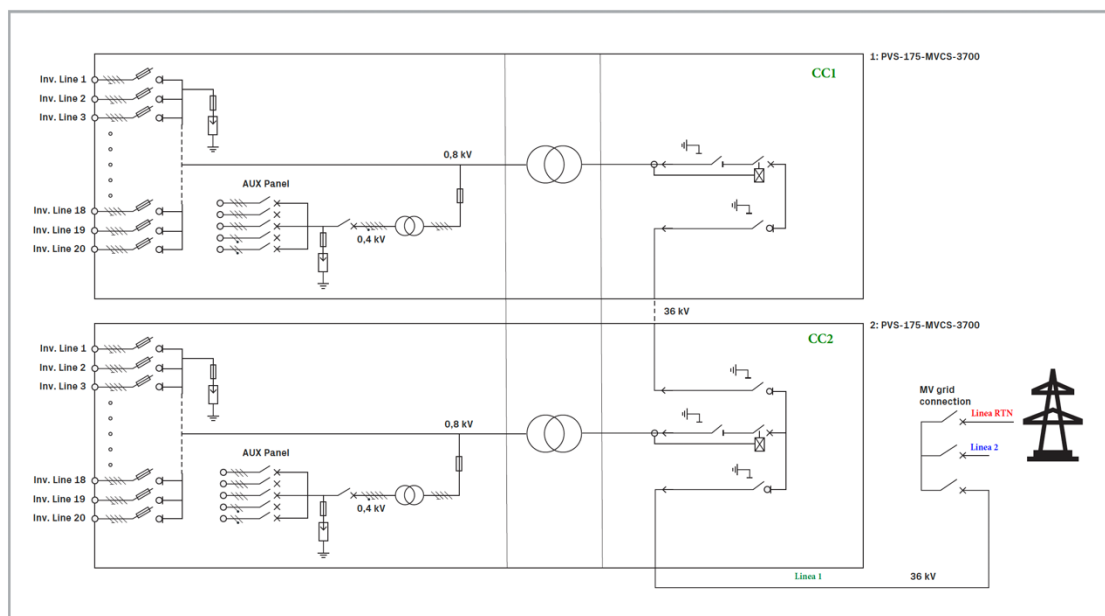 CC1
1: PVS-175-MVCS-3700
Inv. Line 1
Inv. Line 2
Inv. Line 3
0,8 kV
AUX Panel
Inv. Line 18
Inv. Line 19
Inv. Line 20
0,4 kV
36 kV
CC2
2: PVS-175-MVCS-3700
Inv. Line 1
Inv. Line 2
Inv. Line 3
MV grid
connection
Linea RTN
0,8 kV
AUX Panel
Linea 2
Inv. Line 18
Inv. Line 19
Inv. Line 20
0,4 kV
Linea 1
36 kV